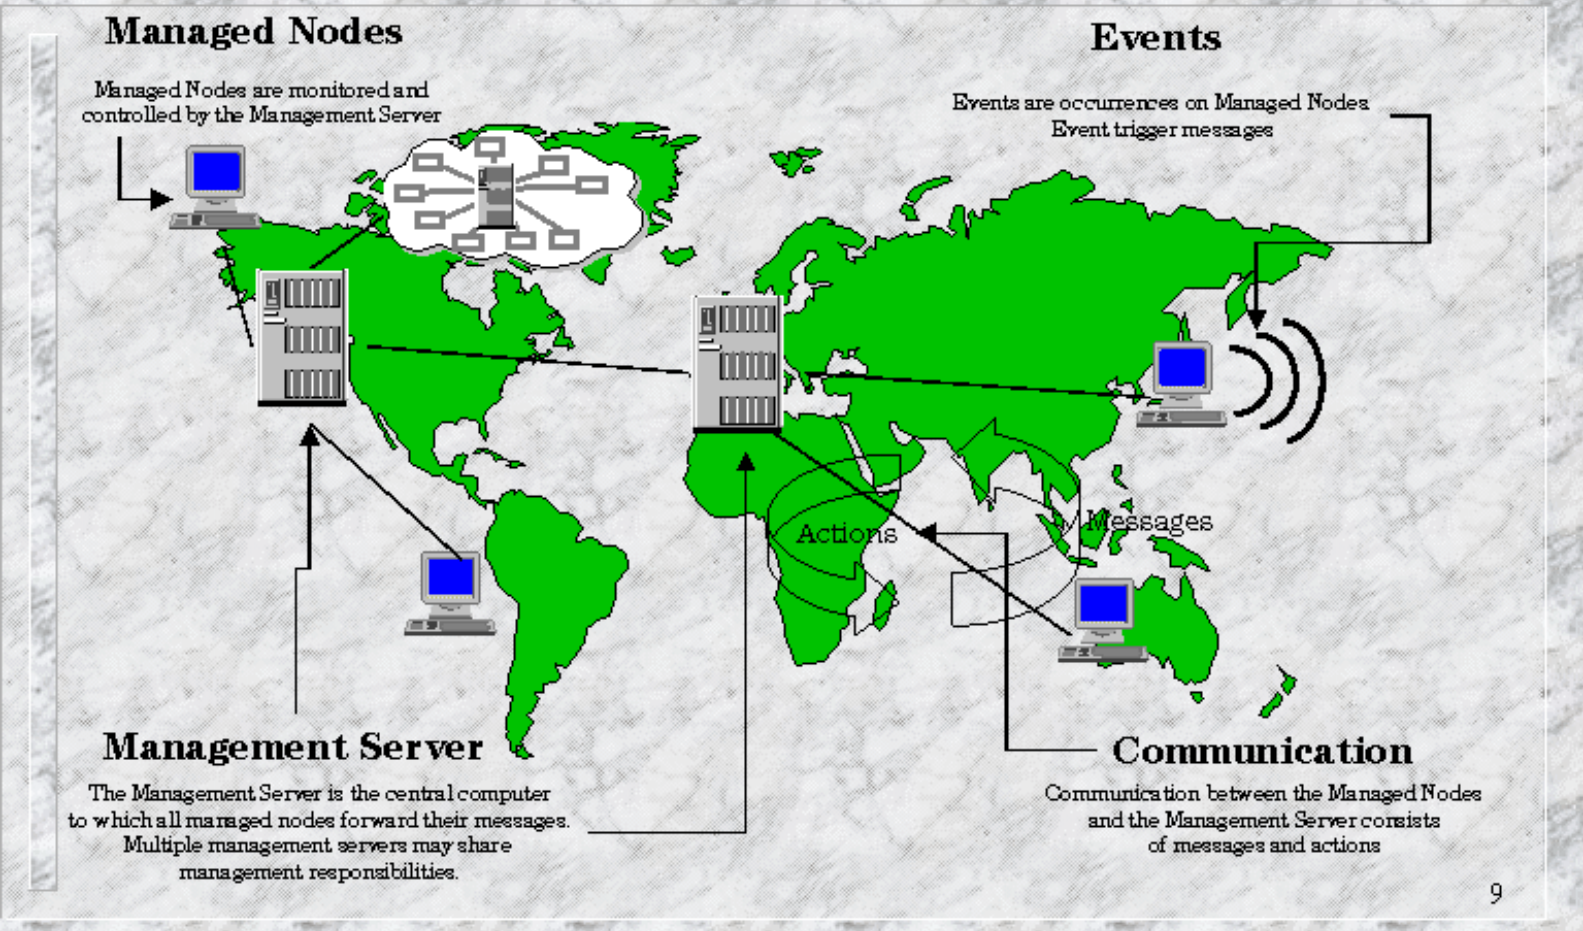 Managed Nodes
Managed Nodes are monitored and
controlled by the Management Server
Events
Events are occurrences on Managed Nodes
Event trigger messages
Actions
Messages
Management Server
The Management Server is the central computer
to which all managed nodes forward their messages.
Multiple management servers may share
management responsibilities.
Communication
Communication between the Managed Nodes
and the Management Server consists
of messages and actions
9